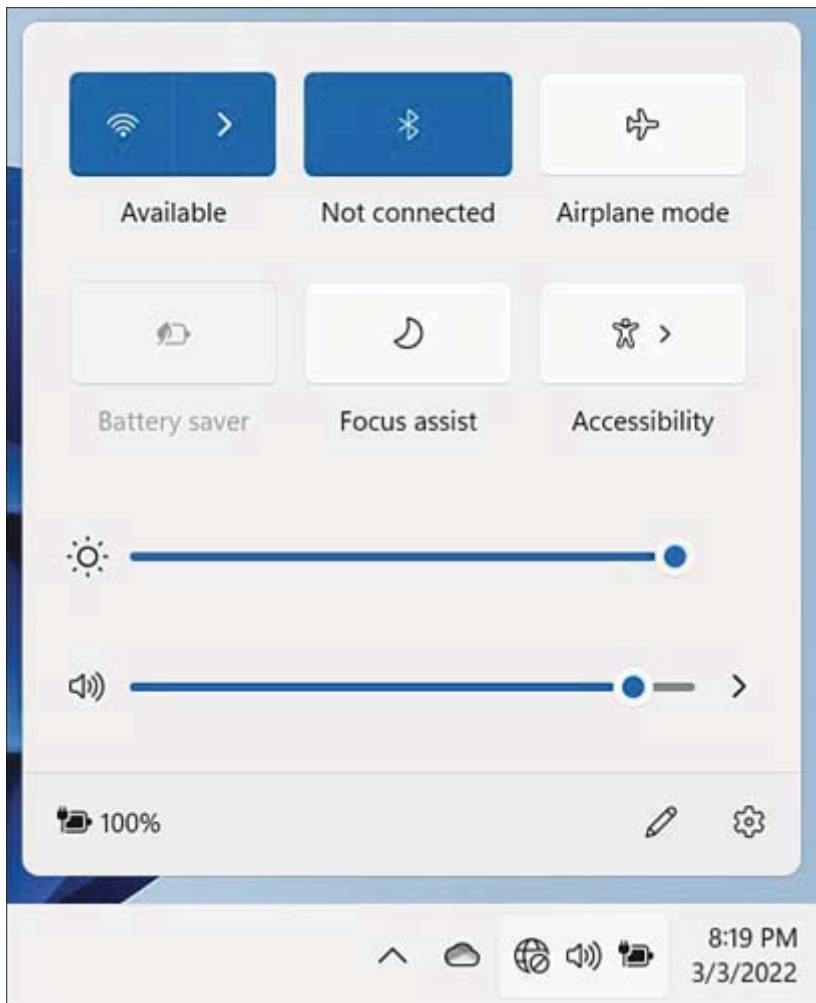 Available
Not connected
Airplane mode
Battery saver
Focus assist
Accessibility
100%
8:19 PM
3/3/2022